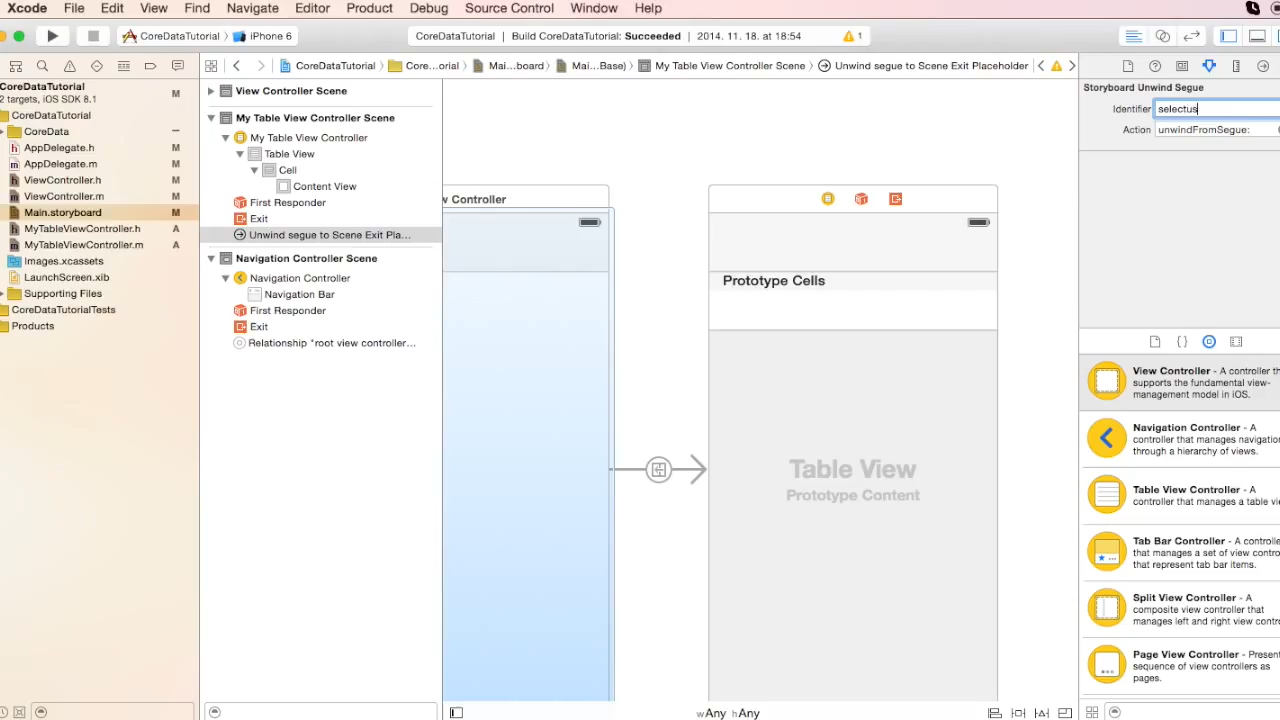 Xcode File Edit View Find Navigate Editor Product Debug Source Control Window Help
CoreDataTutorial iPhone 6 CoreDataTutorial Build CoreDataTutorial: Succeeded 2014. 11. 18. at 18:54 1
CoreDataTutorial Core...orial Mai...board Mai...Base) My Table View Controller Scene Unwind segue to Scene Exit Placeholder
CoreDataTutorial M
2 targets, iOS SDK 8.1
CoreDataTutorial
CoreData
AppDelegate.h M
AppDelegate.m M
ViewController.h M
ViewController.m M
Main.storyboard M
MyTableViewController.h A
MyTableViewController.m A
Images.xcassets
LaunchScreen.xib
Supporting Files
CoreDataTutorialTests
Products
View Controller Scene
My Table View Controller Scene
My Table View Controller
Table View
Cell
Content View
First Responder
Exit
Unwind segue to Scene Exit Pla...
Navigation Controller Scene
Navigation Controller
Navigation Bar
First Responder
Exit
Relationship "root view controller...
w Controller
Prototype Cells
Table View
Prototype Content
wAny hAny
Storyboard Unwind Segue
Identifier selectus
Action unwindFromSegue:
View Controller - A controller th
supports the fundamental view-
management model in iOS.
Navigation Controller - A
controller that manages navigatio
through a hierarchy of views.
Table View Controller - A
controller that manages a table vie
Tab Bar Controller - A controlle
that manages a set of view contro
that represent tab bar items.
Split View Controller - A
composite view controller that
manages left and right view contro
Page View Controller - Present
sequence of view controllers as
pages.